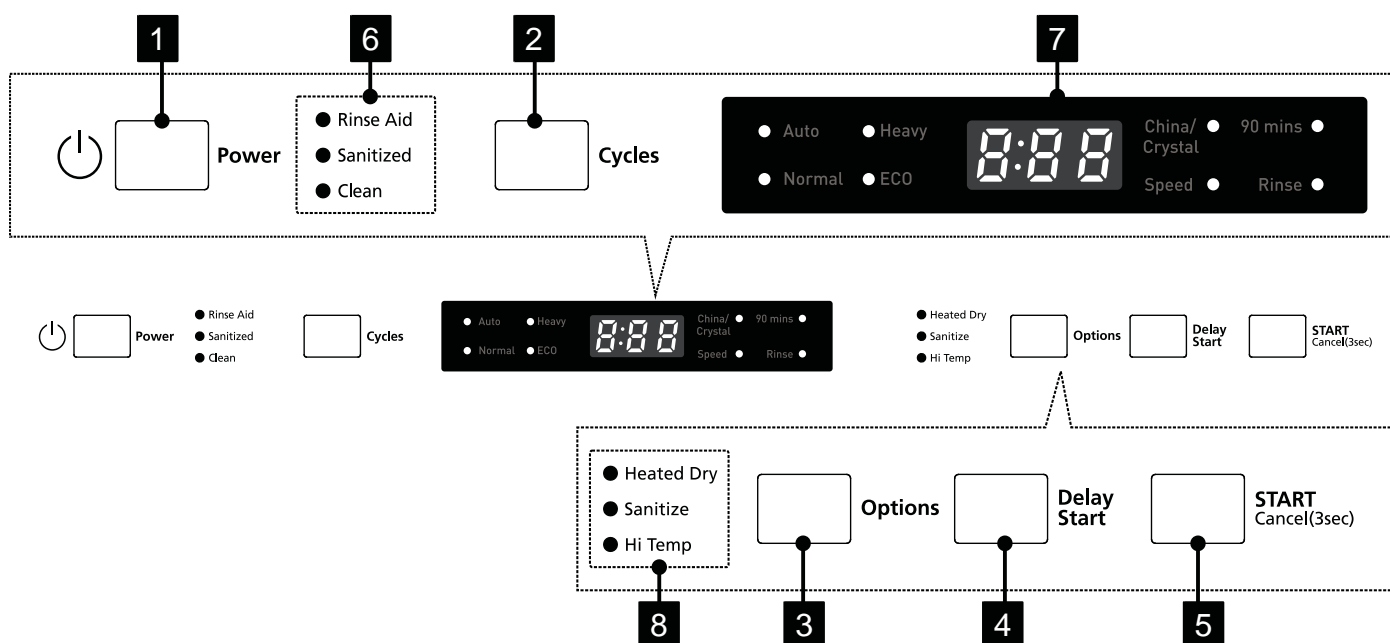 1
6
2
7
Power
Rinse Aid
Sanitized
Clean
Cycles
Auto
Heavy
Normal
ECO
8:88
China/
Crystal
90 mins
Speed
Rinse
Power
Rinse Aid
Sanitized
Clean
Cycles
Auto
Heavy
Normal
ECO
8:88
China/
Crystal
90 mins
Speed
Rinse
Heated Dry
Sanitize
Hi Temp
Options
Delay
Start
START
Cancel(3sec)
Heated Dry
Sanitize
Hi Temp
Options
Delay
Start
START
Cancel(3sec)
8
3
4
5